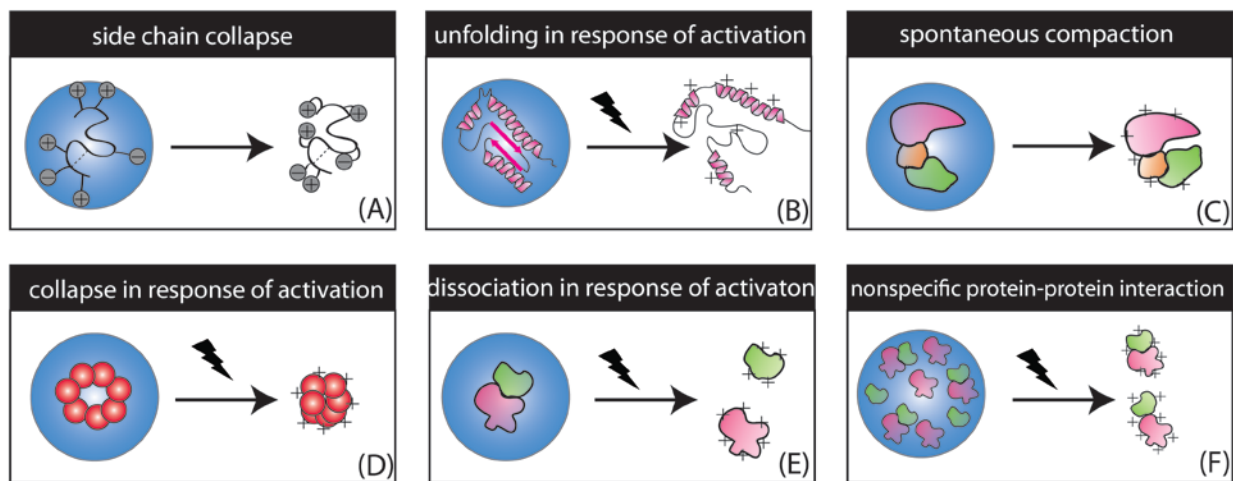 side chain collapse
unfolding in response of activation
spontaneous compaction
(A)
(B)
(C)
collapse in response of activation
dissociation in response of activaton
nonspecific protein-protein interaction
(D)
(E)
(F)